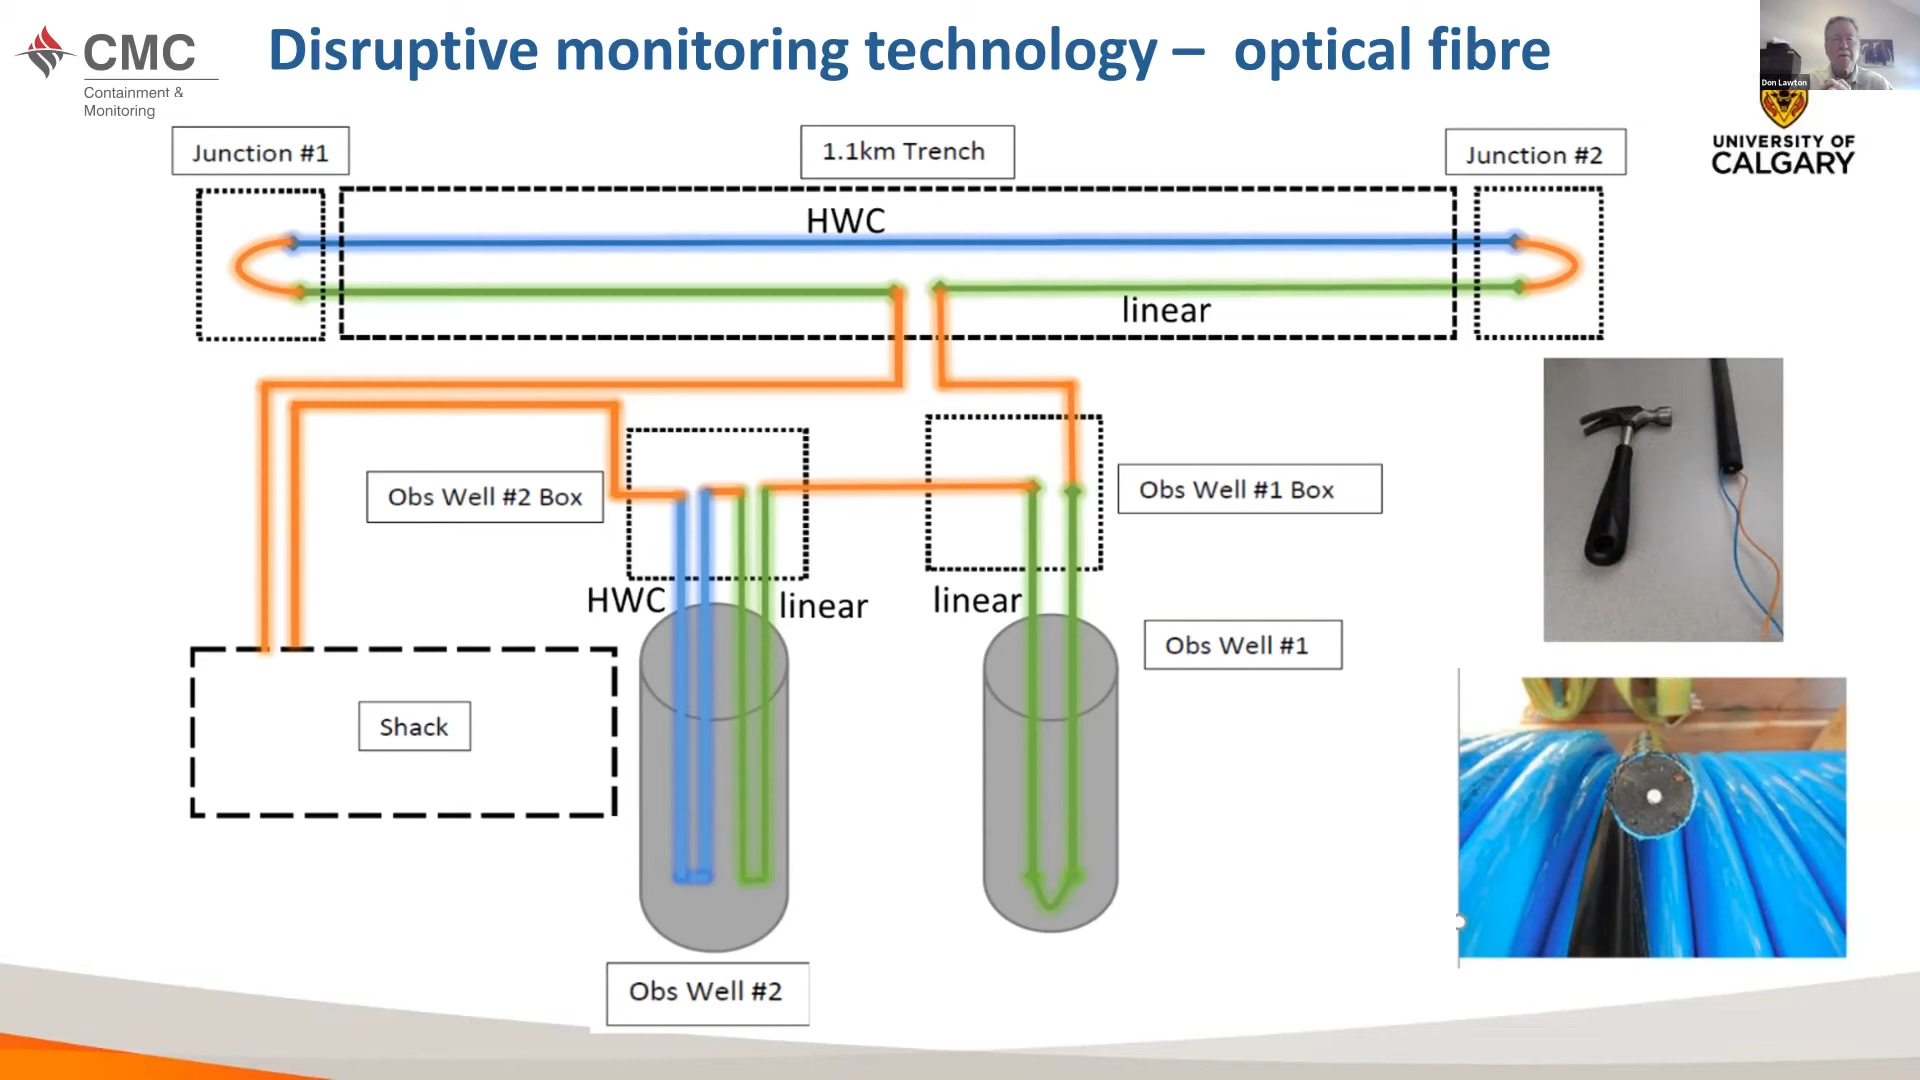 CMC
Containment &
Monitoring
Disruptive monitoring technology – optical fibre
Don Lawton
UNIVERSITY OF
CALGARY
Junction #1
1.1km Trench
Junction #2
HWC
linear
Obs Well #2 Box
Obs Well #1 Box
HWC
linear
linear
Obs Well #1
Shack
Obs Well #2